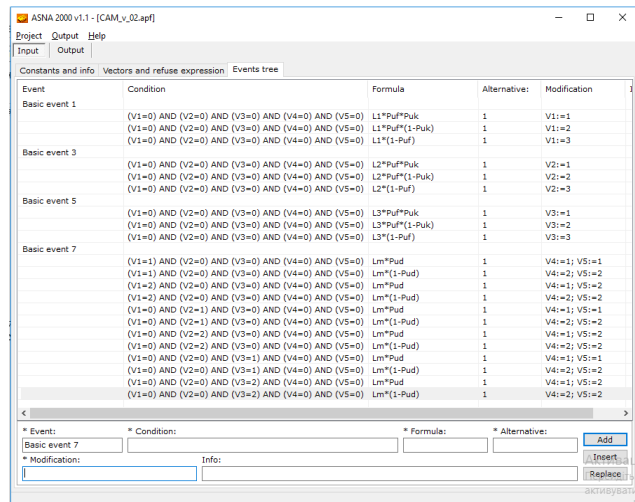 ASNA 2000 v1.1 - [CAM_v_02.apf]
Project Output Help
Input Output
Constants and info Vectors and refuse expression Events tree
Event Condition Formula Alternative: Modification I
Basic event 1
(V1=0) AND (V2=0) AND (V3=0) AND (V4=0) AND (V5=0) L1*Puf*Puk 1 V1:=1
(V1=0) AND (V2=0) AND (V3=0) AND (V4=0) AND (V5=0) L1*Puf*(1-Puk) 1 V1:=2
(V1=0) AND (V2=0) AND (V3=0) AND (V4=0) AND (V5=0) L1*(1-Puf) 1 V1:=3
Basic event 3
(V1=0) AND (V2=0) AND (V3=0) AND (V4=0) AND (V5=0) L2*Puf*Puk 1 V2:=1
(V1=0) AND (V2=0) AND (V3=0) AND (V4=0) AND (V5=0) L2*Puf*(1-Puk) 1 V2:=2
(V1=0) AND (V2=0) AND (V3=0) AND (V4=0) AND (V5=0) L2*(1-Puf) 1 V2:=3
Basic event 5
(V1=0) AND (V2=0) AND (V3=0) AND (V4=0) AND (V5=0) L3*Puf*Puk 1 V3:=1
(V1=0) AND (V2=0) AND (V3=0) AND (V4=0) AND (V5=0) L3*Puf*(1-Puk) 1 V3:=2
(V1=0) AND (V2=0) AND (V3=0) AND (V4=0) AND (V5=0) L3*(1-Puf) 1 V3:=3
Basic event 7
(V1=1) AND (V2=0) AND (V3=0) AND (V4=0) AND (V5=0) Lm*Pud 1 V4:=1; V5:=1
(V1=1) AND (V2=0) AND (V3=0) AND (V4=0) AND (V5=0) Lm*(1-Pud) 1 V4:=2; V5:=2
(V1=2) AND (V2=0) AND (V3=0) AND (V4=0) AND (V5=0) Lm*Pud 1 V4:=1; V5:=2
(V1=2) AND (V2=0) AND (V3=0) AND (V4=0) AND (V5=0) Lm*(1-Pud) 1 V4:=2; V5:=2
(V1=0) AND (V2=1) AND (V3=0) AND (V4=0) AND (V5=0) Lm*Pud 1 V4:=1; V5:=1
(V1=0) AND (V2=1) AND (V3=0) AND (V4=0) AND (V5=0) Lm*(1-Pud) 1 V4:=2; V5:=2
(V1=0) AND (V2=2) AND (V3=0) AND (V4=0) AND (V5=0) Lm*Pud 1 V4:=1; V5:=2
(V1=0) AND (V2=2) AND (V3=0) AND (V4=0) AND (V5=0) Lm*(1-Pud) 1 V4:=2; V5:=2
(V1=0) AND (V2=0) AND (V3=1) AND (V4=0) AND (V5=0) Lm*Pud 1 V4:=1; V5:=1
(V1=0) AND (V2=0) AND (V3=1) AND (V4=0) AND (V5=0) Lm*(1-Pud) 1 V4:=2; V5:=2
(V1=0) AND (V2=0) AND (V3=2) AND (V4=0) AND (V5=0) Lm*Pud 1 V4:=1; V5:=2
(V1=0) AND (V2=0) AND (V3=2) AND (V4=0) AND (V5=0) Lm*(1-Pud) 1 V4:=2; V5:=2
* Event: * Condition: * Formula: * Alternative:
Basic event 7 Add
* Modification: Info: Insert
Replace
активувати